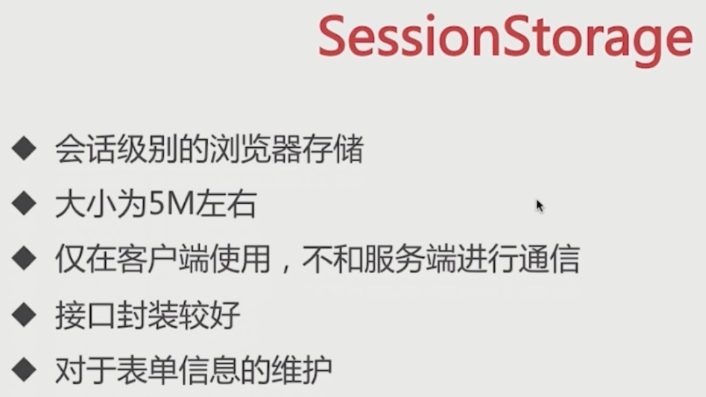 SessionStorage
◆ 会话级别的浏览器存储
◆ 大小为5M左右
◆ 仅在客户端使用，不和服务端进行通信
◆ 接口封装较好
◆ 对于表单信息的维护